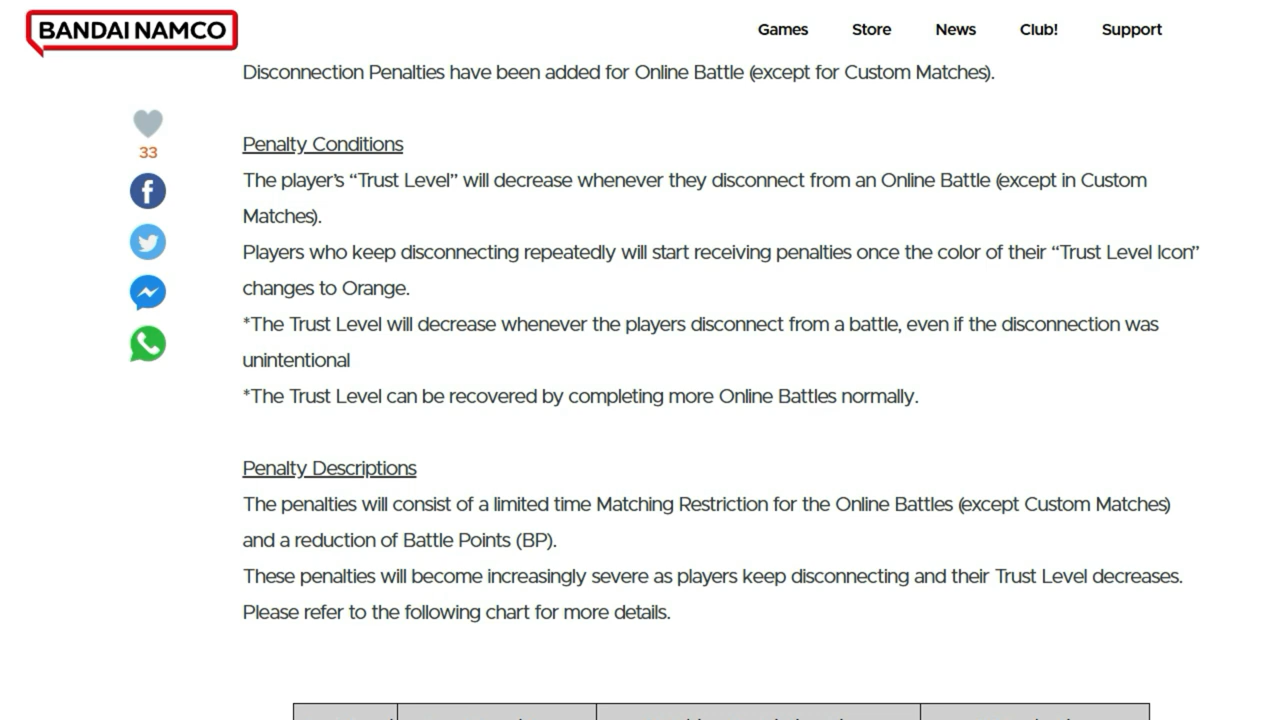 BANDAI NAMCO
Games
Store
News
Club!
Support
Disconnection Penalties have been added for Online Battle (except for Custom Matches).
33
Penalty Conditions
The player’s “Trust Level” will decrease whenever they disconnect from an Online Battle (except in Custom
Matches).
Players who keep disconnecting repeatedly will start receiving penalties once the color of their “Trust Level Icon”
changes to Orange.
*The Trust Level will decrease whenever the players disconnect from a battle, even if the disconnection was
unintentional
*The Trust Level can be recovered by completing more Online Battles normally.
Penalty Descriptions
The penalties will consist of a limited time Matching Restriction for the Online Battles (except Custom Matches)
and a reduction of Battle Points (BP).
These penalties will become increasingly severe as players keep disconnecting and their Trust Level decreases.
Please refer to the following chart for more details.